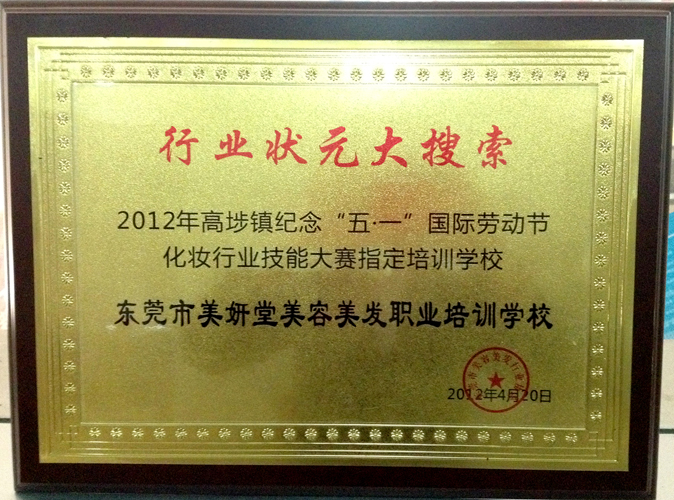 行业状元大搜索
2012年高埗镇纪念“五·一”国际劳动节
化妆行业技能大赛指定培训学校
东莞市美妍堂美容美发职业培训学校
2012年4月20日